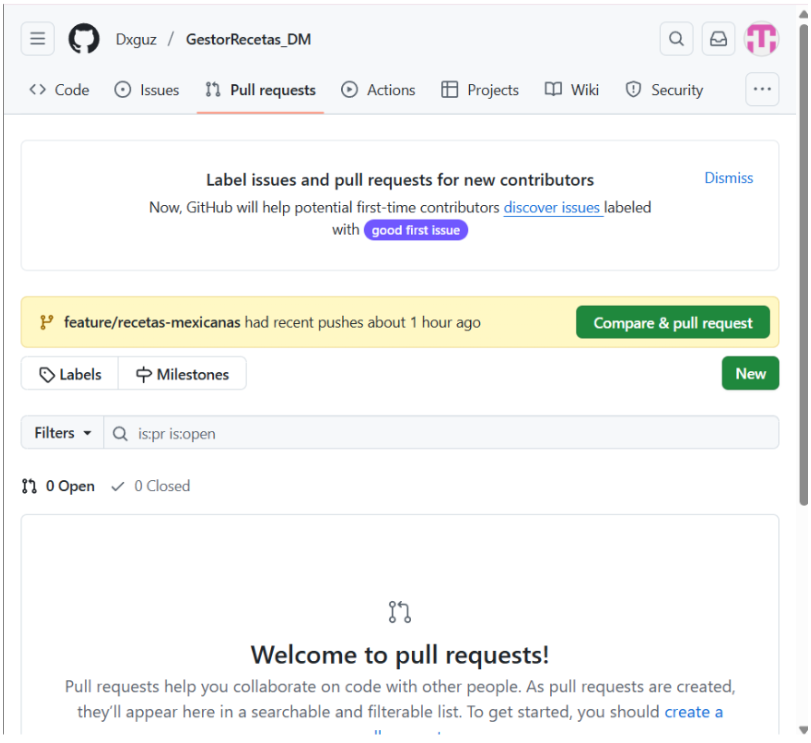 Dxguz / GestorRecetas_DM
Code Issues Pull requests Actions Projects Wiki Security ...
Label issues and pull requests for new contributors Dismiss
Now, GitHub will help potential first-time contributors discover issues labeled
with good first issue
feature/recetas-mexicanas had recent pushes about 1 hour ago Compare & pull request
Labels Milestones New
Filters is:pr is:open
0 Open 0 Closed
Welcome to pull requests!
Pull requests help you collaborate on code with other people. As pull requests are created,
they'll appear here in a searchable and filterable list. To get started, you should create a